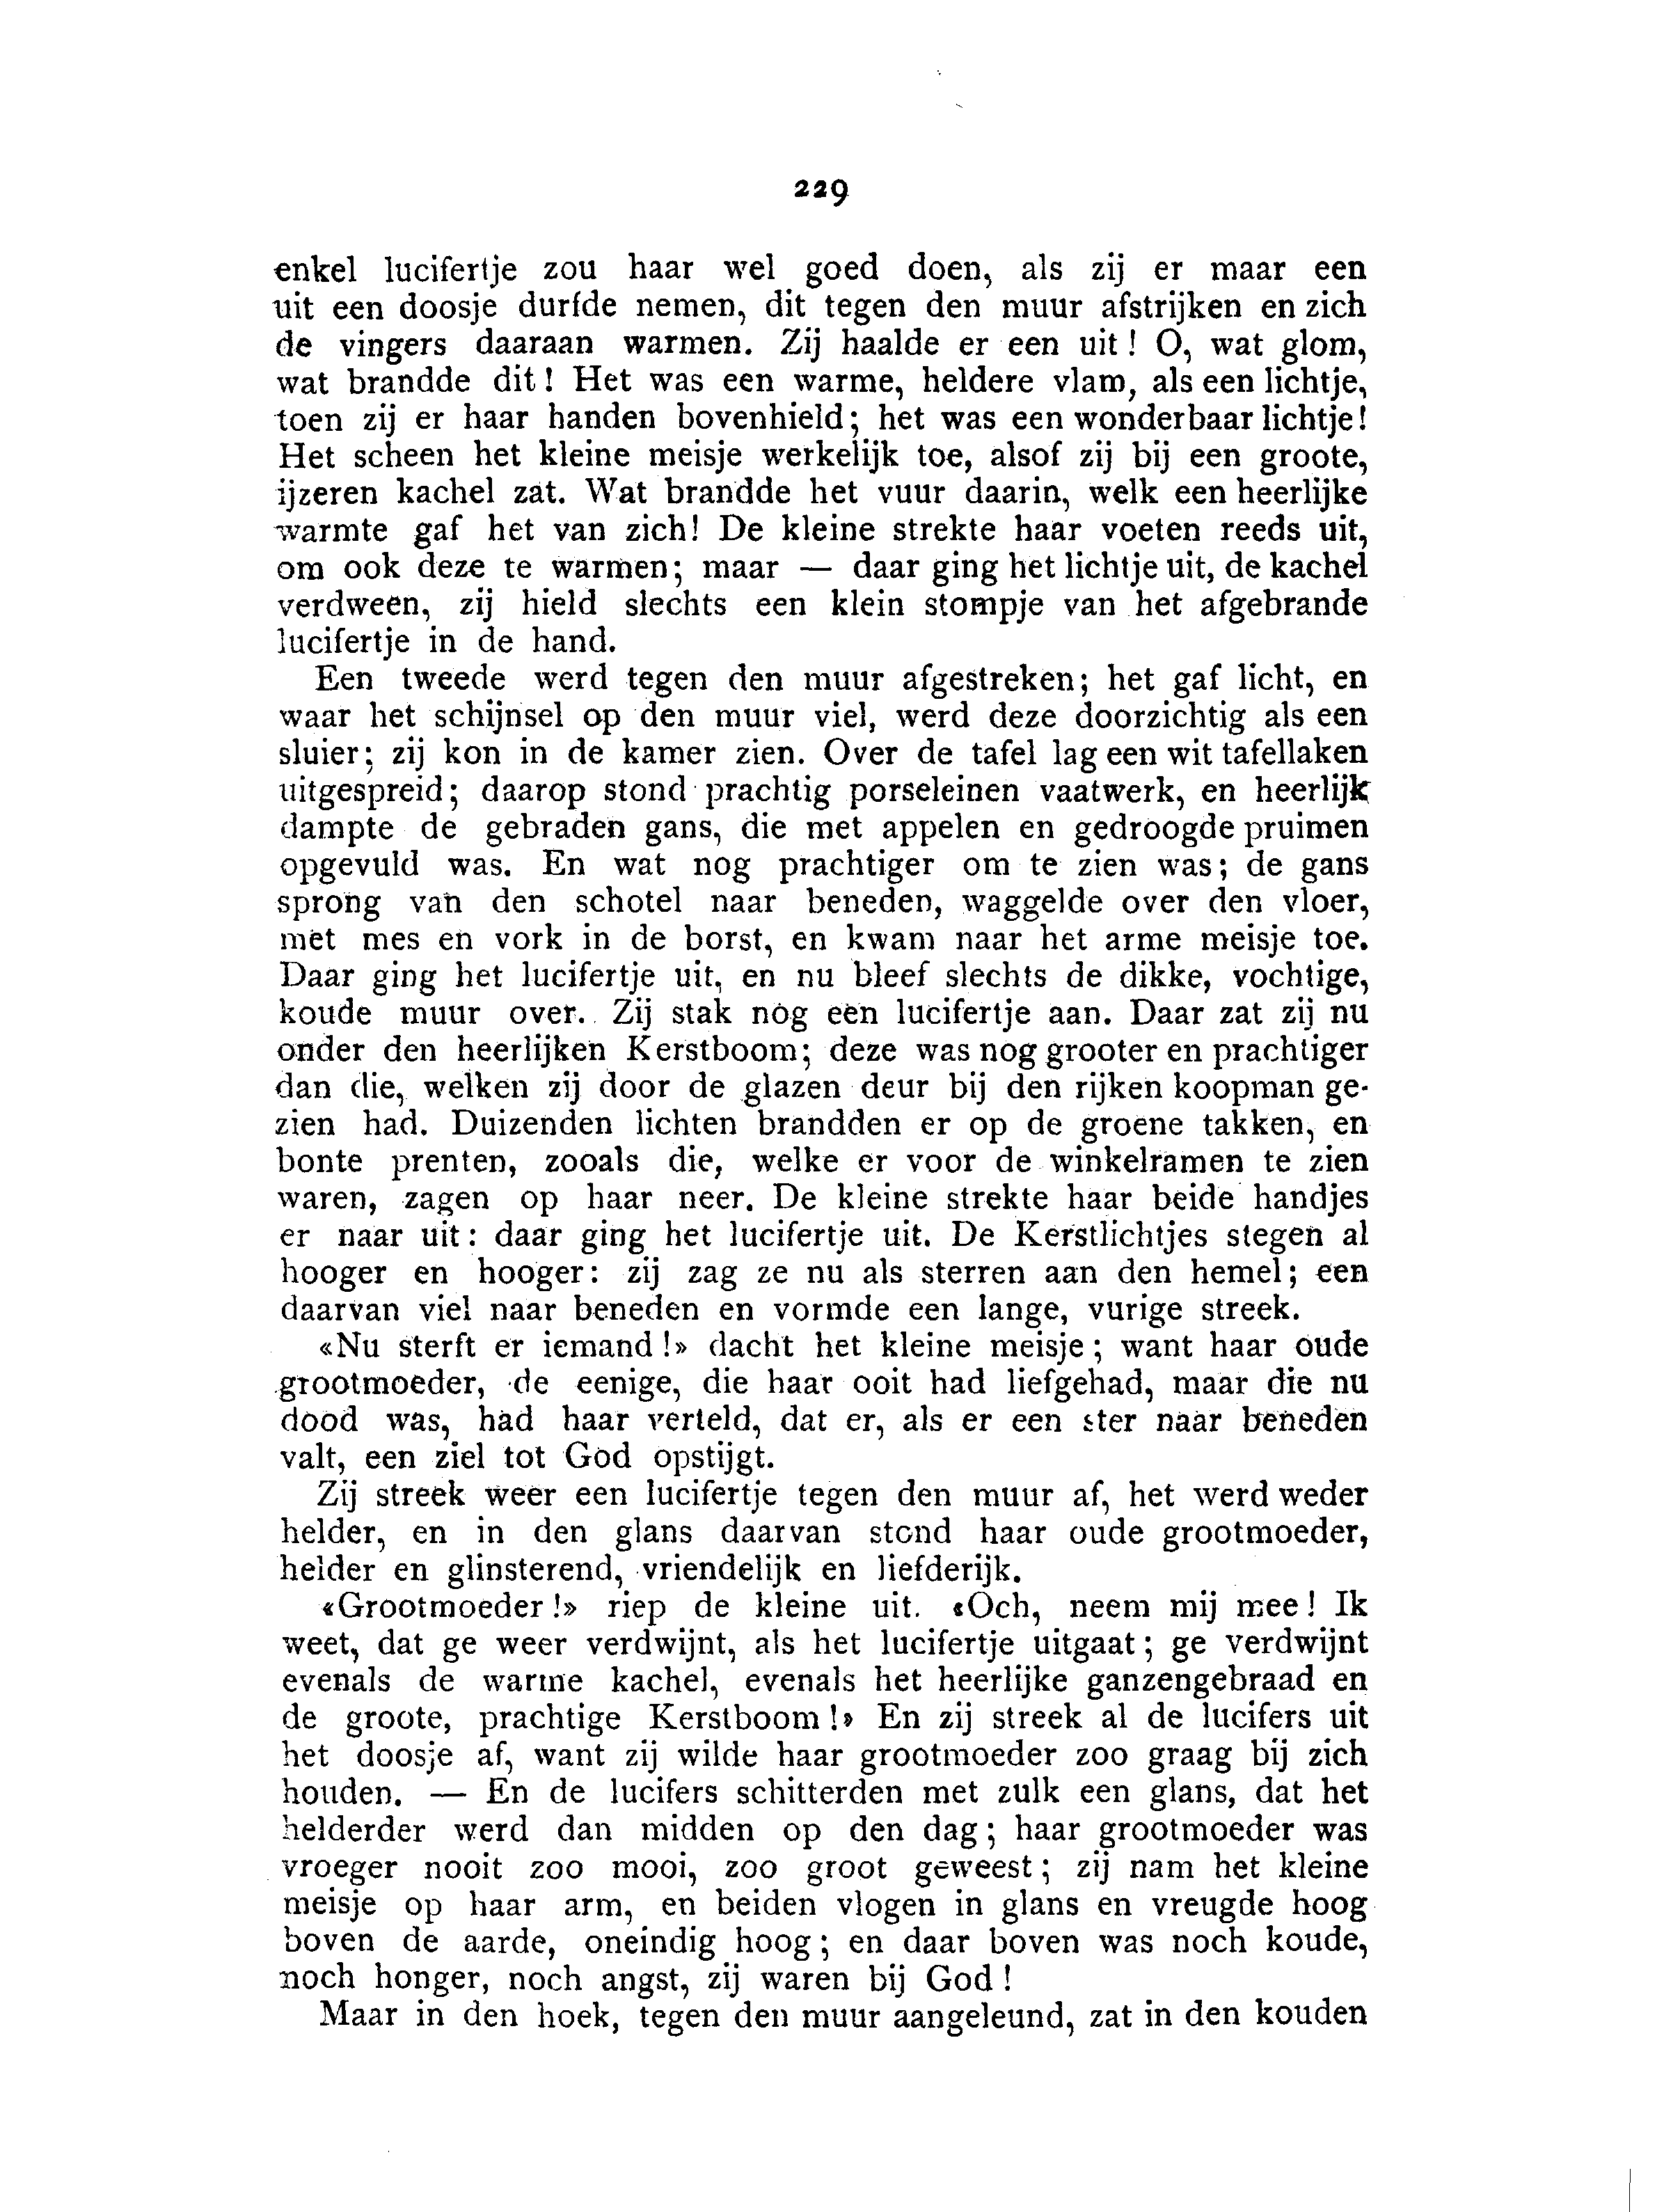 229
enkel lucifertje zou haar wel goed doen, als zij er maar een
uit een doosje durfde nemen, dit tegen den muur afstrijken en zich
de vingers daaraan warmen. Zij haalde er een uit! O, wat glom,
wat brandde dit! Het was een warme, heldere vlam, als een lichtje,
toen zij er haar handen bovenhield; het was een wonderbaar lichtje!
Het scheen het kleine meisje werkelijk toe, alsof zij bij een groote,
ijzeren kachel zat. Wat brandde het vuur daarin, welk een heerlijke
warmte gaf het van zich! De kleine strekte haar voeten reeds uit,
om ook deze te warmen; maar — daar ging het lichtje uit, de kachel
verdween, zij hield slechts een klein stompje van het afgebrande
lucifertje in de hand.
Een tweede werd tegen den muur afgestreken; het gaf licht, en
waar het schijnsel op den muur viel, werd deze doorzichtig als een
sluier; zij kon in de kamer zien. Over de tafel lag een wit tafellaken
uitgespreid; daarop stond prachtig porseleinen vaatwerk, en heerlijk
dampte de gebraden gans, die met appelen en gedroogde pruimen
opgevuld was. En wat nog prachtiger om te zien was; de gans
sprong van den schotel naar beneden, waggelde over den vloer,
met mes en vork in de borst, en kwam naar het arme meisje toe.
Daar ging het lucifertje uit, en nu bleef slechts de dikke, vochtige,
koude muur over. Zij stak nog een lucifertje aan. Daar zat zij nu
onder den heerlijken Kerstboom; deze was nog grooter en prachtiger
dan die, welken zij door de glazen deur bij den rijken koopman ge-
zien had. Duizenden lichten brandden er op de groene takken, en
bonte prenten, zooals die, welke er voor de winkelramen te zien
waren, zagen op haar neer. De kleine strekte haar beide handjes
er naar uit: daar ging het lucifertje uit. De Kerstlichtjes stegen al
hooger en hooger: zij zag ze nu als sterren aan den hemel; een
daarvan viel naar beneden en vormde een lange, vurige streek.
«Nu sterft er iemand!» dacht het kleine meisje; want haar oude
grootmoeder, de eenige, die haar ooit had liefgehad, maar die nu
dood was, had haar verteld, dat er, als er een ster naar beneden
valt, een ziel tot God opstijgt.
Zij streek weer een lucifertje tegen den muur af, het werd weder
helder, en in den glans daarvan stond haar oude grootmoeder,
helder en glinsterend, vriendelijk en liefderijk.
«Grootmoeder!» riep de kleine uit. «Och, neem mij mee! Ik
weet, dat ge weer verdwijnt, als het lucifertje uitgaat; ge verdwijnt
evenals de warme kachel, evenals het heerlijke ganzengebraad en
de groote, prachtige Kerstboom!» En zij streek al de lucifers uit
het doosje af, want zij wilde haar grootmoeder zoo graag bij zich
houden. — En de lucifers schitterden met zulk een glans, dat het
helderder werd dan midden op den dag; haar grootmoeder was
vroeger nooit zoo mooi, zoo groot geweest; zij nam het kleine
meisje op haar arm, en beiden vlogen in glans en vreugde hoog
boven de aarde, oneindig hoog; en daar boven was noch koude,
noch honger, noch angst, zij waren bij God!
Maar in den hoek, tegen den muur aangeleund, zat in den kouden